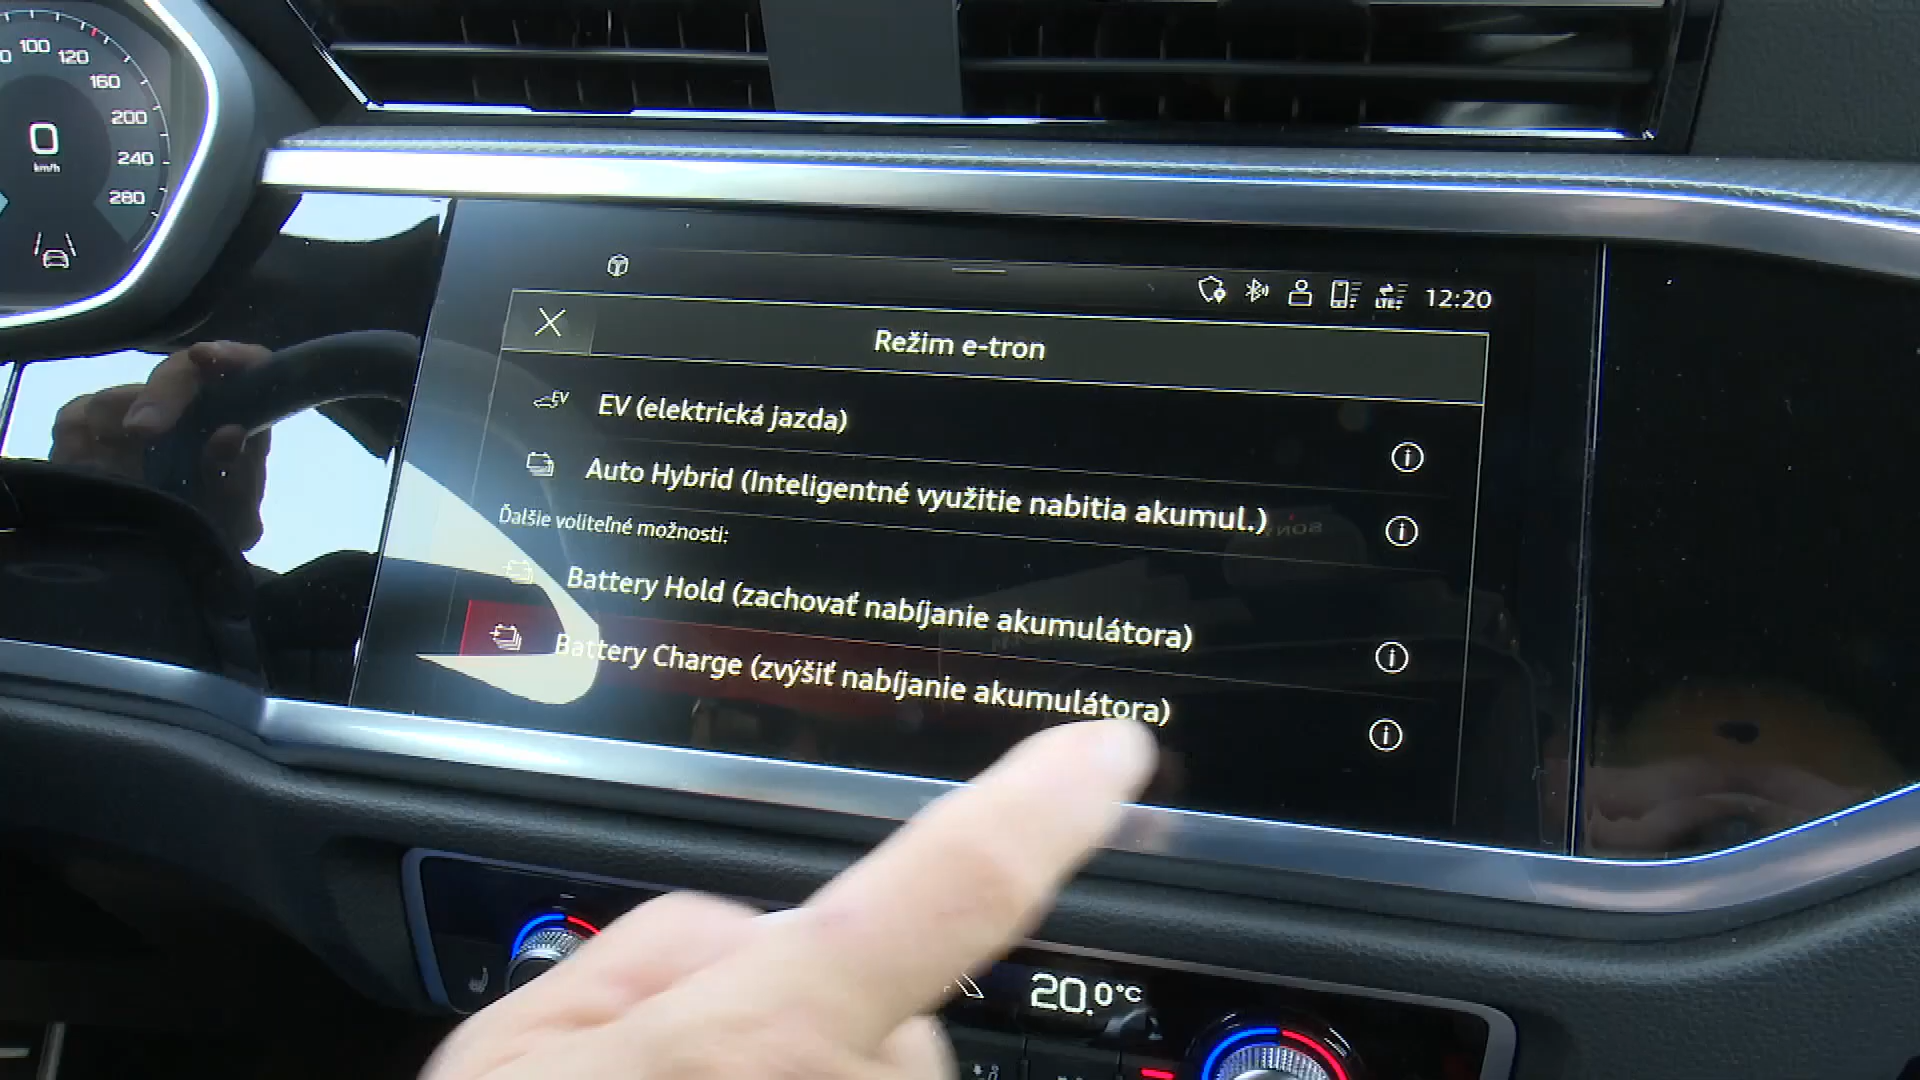 100
120
160
200
240
280
0
km/h
LTE
12:20
Režim e-tron
EV
EV (elektrická jazda)
Auto Hybrid (Inteligentné využitie nabitia akumul.)
Ďalšie voliteľné možnosti:
Battery Hold (zachovať nabíjanie akumulátora)
Battery Charge (zvýšiť nabíjanie akumulátora)
20.0°C